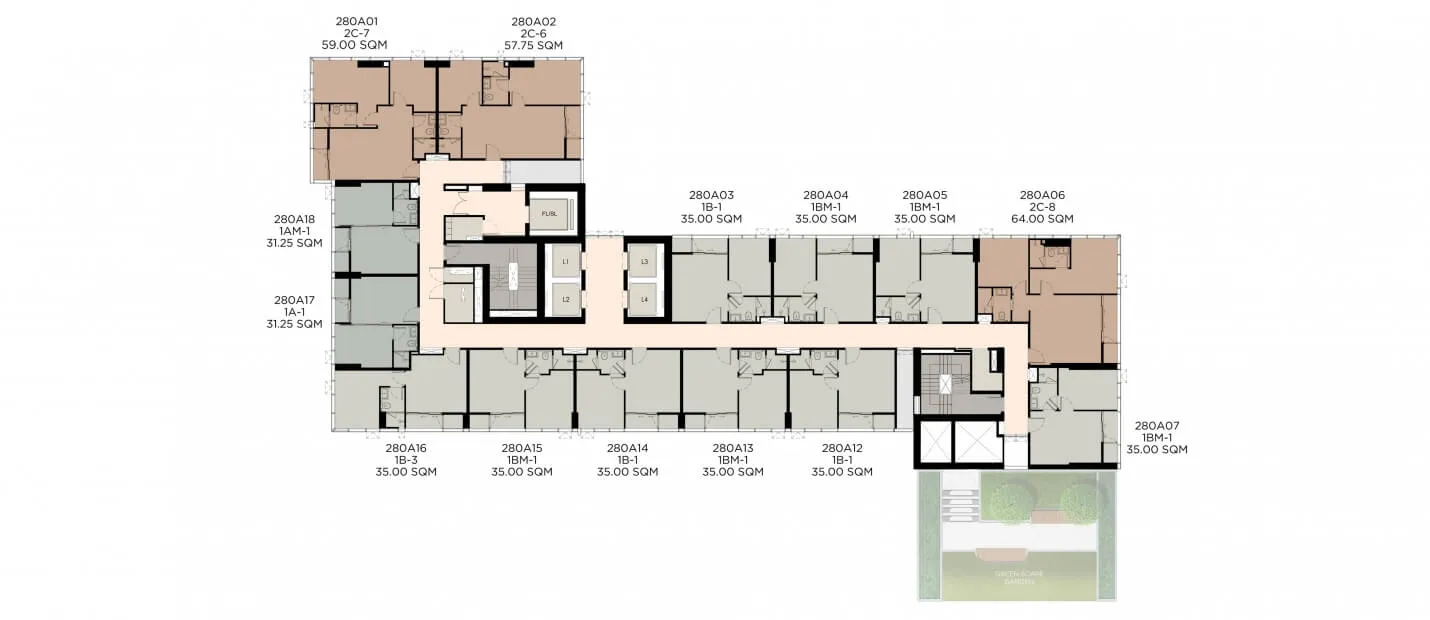 280A01
2C-7
59.00 SQM
280A02
2C-6
57.75 SQM
280A03
1B-1
35.00 SQM
280A04
1BM-1
35.00 SQM
280A05
1BM-1
35.00 SQM
280A06
2C-8
64.00 SQM
280A18
1AM-1
31.25 SQM
FL/SL
L1
L3
L2
L4
280A17
1A-1
31.25 SQM
280A16
1B-3
35.00 SQM
280A15
1BM-1
35.00 SQM
280A14
1B-1
35.00 SQM
280A13
1BM-1
35.00 SQM
280A12
1B-1
35.00 SQM
280A07
1BM-1
35.00 SQM
GARDEN